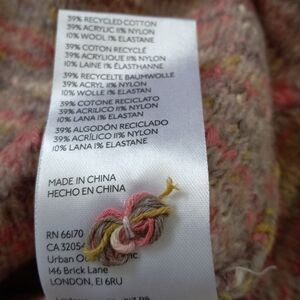 39% RECYCLED COTTON
39% ACRYLIC 11% NYLON
10% WOOL 1% ELASTANE
39% COTON RECYCLÉ
39% ACRYLIQUE 11% NYLON
10% LAINE 1% ÉLASTHANNE
39% RECYCELTE BAUMWOLLE
39% ACRYL 11% NYLON
10% WOLLE 1% ELASTAN
39% COTONE RICICLATO
39% ACRILICO 11% NYLON
10% LANA 1% ELASTAN
39% ALGODÓN RECICLADO
39% ACRÍLICO 11% NYLON
10% LANA 1% ELASTANO
MADE IN CHINA
HECHO EN CHINA
RN 66170
CA 3205
Urban Ou
146 Brick Lane
LONDON, E1 6RU